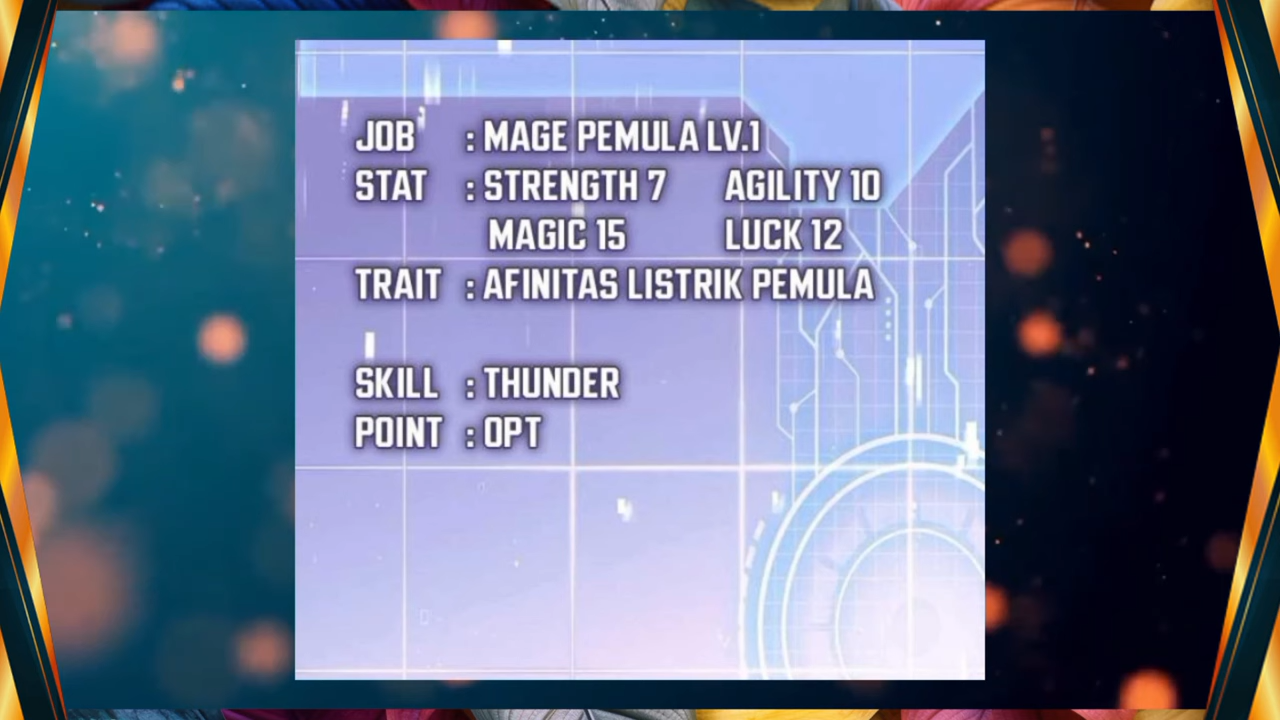 JOB : MAGE PEMULA LV.1
STAT : STRENGTH 7 AGILITY 10
MAGIC 15 LUCK 12
TRAIT : AFINITAS LISTRIK PEMULA
SKILL : THUNDER
POINT : 0PT